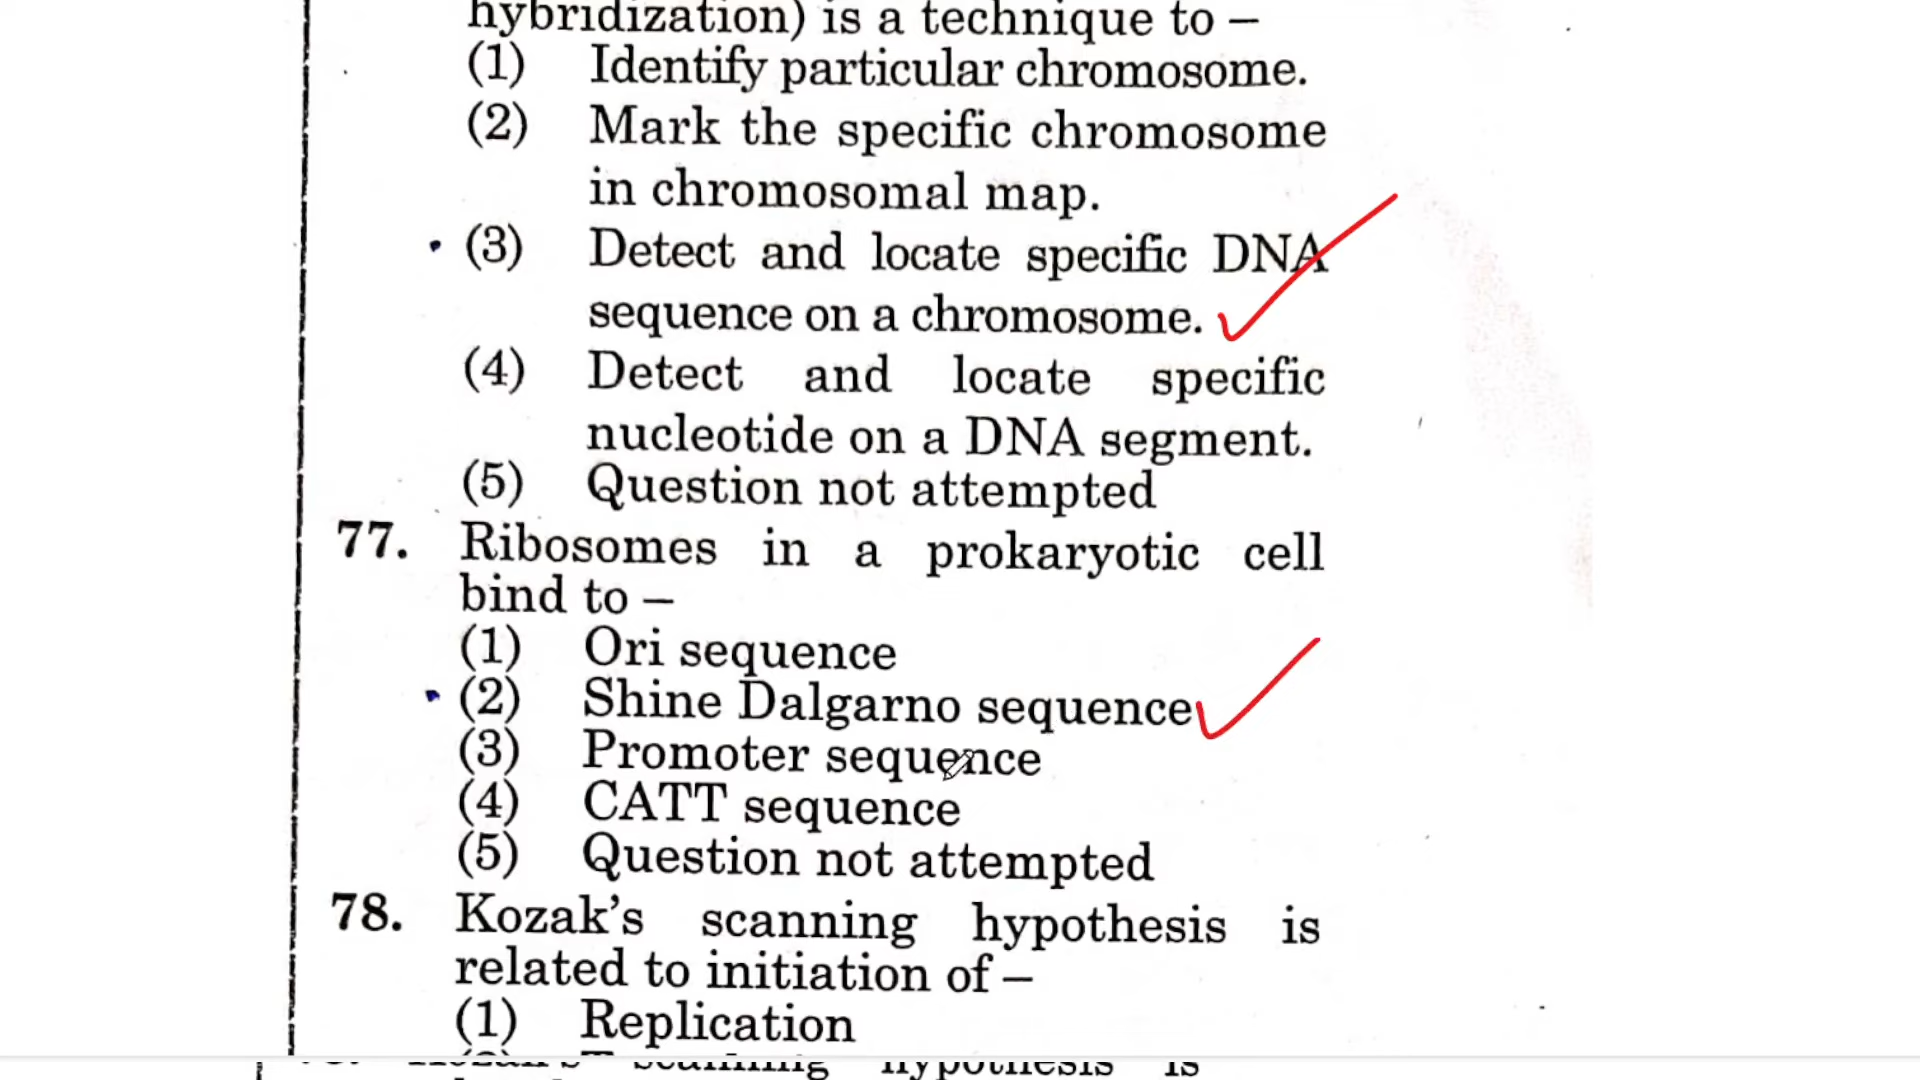 hybridization) is a technique to –
(1) Identify particular chromosome.
(2) Mark the specific chromosome
in chromosomal map.
(3) Detect and locate specific DNA
sequence on a chromosome.
(4) Detect and locate specific
nucleotide on a DNA segment.
(5) Question not attempted
77. Ribosomes in a prokaryotic cell
bind to –
(1) Ori sequence
(2) Shine Dalgarno sequence
(3) Promoter sequence
(4) CATT sequence
(5) Question not attempted
78. Kozak's scanning hypothesis is
related to initiation of –
(1) Replication
scanning hypothesis is